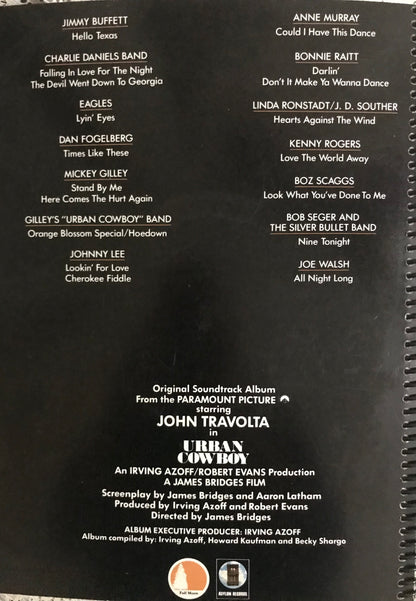 JIMMY BUFFETT
Hello Texas
CHARLIE DANIELS BAND
Falling In Love For The Night
The Devil Went Down To Georgia
EAGLES
Lyin' Eyes
DAN FOGELBERG
Times Like These
MICKEY GILLEY
Stand By Me
Here Comes The Hurt Again
GILLEY'S "URBAN COWBOY" BAND
Orange Blossom Special/Hoedown
JOHNNY LEE
Lookin' For Love
Cherokee Fiddle
ANNE MURRAY
Could I Have This Dance
BONNIE RAITT
Darlin'
Don't It Make Ya Wanna Dance
LINDA RONSTADT/J. D. SOUTHER
Hearts Against The Wind
KENNY ROGERS
Love The World Away
BOZ SCAGGS
Look What You've Done To Me
BOB SEGER AND
THE SILVER BULLET BAND
Nine Tonight
JOE WALSH
All Night Long
Original Soundtrack Album
From the PARAMOUNT PICTURE
starring
JOHN TRAVOLTA
in
URBAN
COWBOY
An IRVING AZOFF/ROBERT EVANS Production
A JAMES BRIDGES FILM
Screenplay by James Bridges and Aaron Latham
Produced by Irving Azoff and Robert Evans
Directed by James Bridges
ALBUM EXECUTIVE PRODUCER: IRVING AZOFF
Album compiled by: Irving Azoff, Howard Kaufman and Becky Shargo
Full Moon
ASYLUM RECORDS